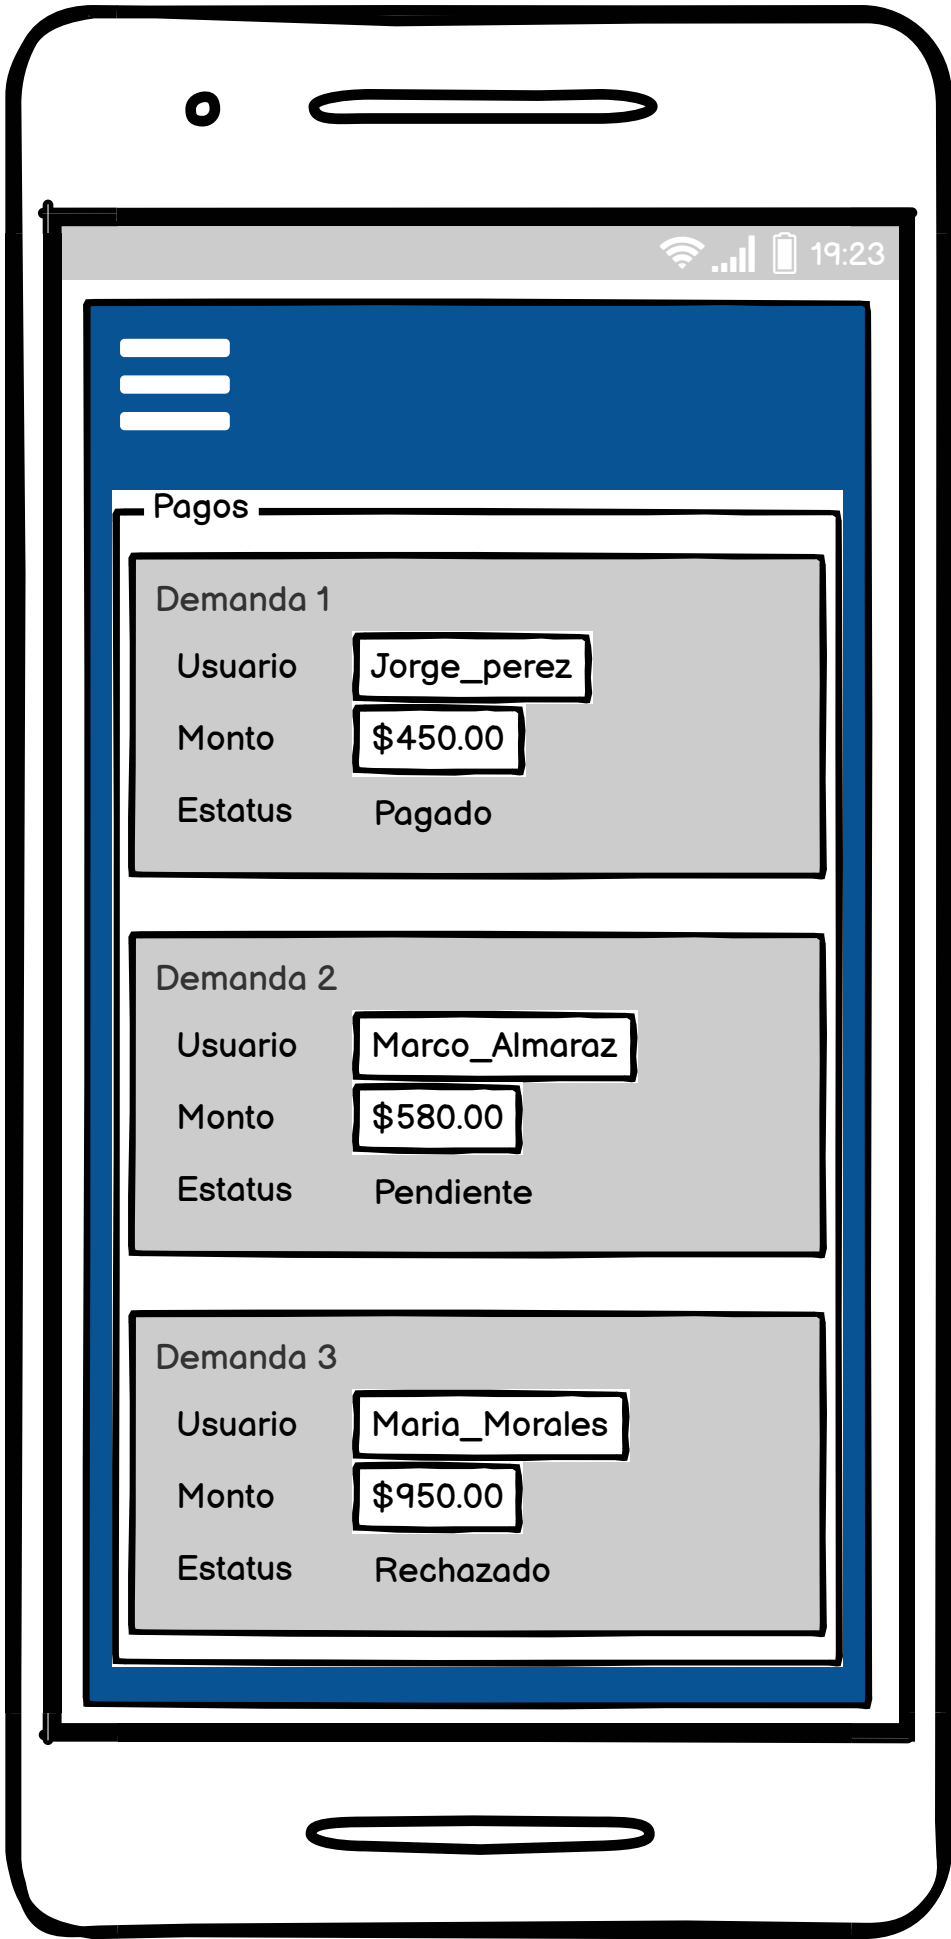 19:23
Pagos
Demanda 1
Usuario Jorge_perez
Monto $450.00
Estatus Pagado
Demanda 2
Usuario Marco_Almaraz
Monto $580.00
Estatus Pendiente
Demanda 3
Usuario Maria_Morales
Monto $950.00
Estatus Rechazado